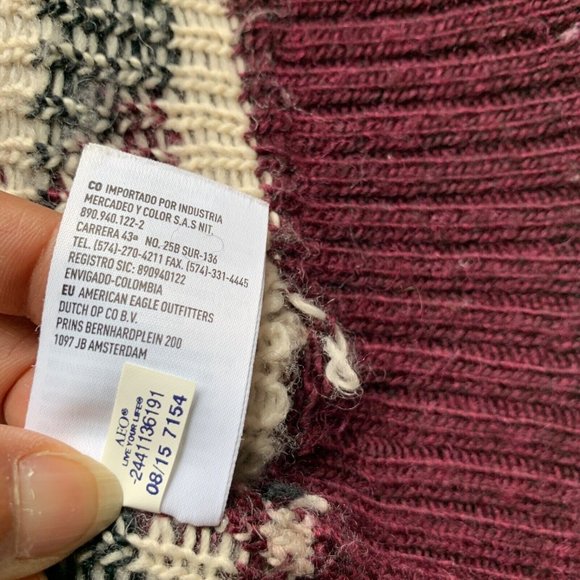 CO IMPORTADO POR INDUSTRIA
MERCADEO Y COLOR S.A.S NIT.
890.940.122-2
CARRERA 43a NO. 25B SUR-136
TEL. (574)-270-4211 FAX. (574)-331-4445
REGISTRO SIC: 890940122
ENVIGADO-COLOMBIA
EU AMERICAN EAGLE OUTFITTERS
DUTCH OP CO B.V.
PRINS BERNHARDPLEIN 200
1097 JB AMSTERDAM
AEO®
LIVE YOUR LIFE®
-2441136191
08/15 7154